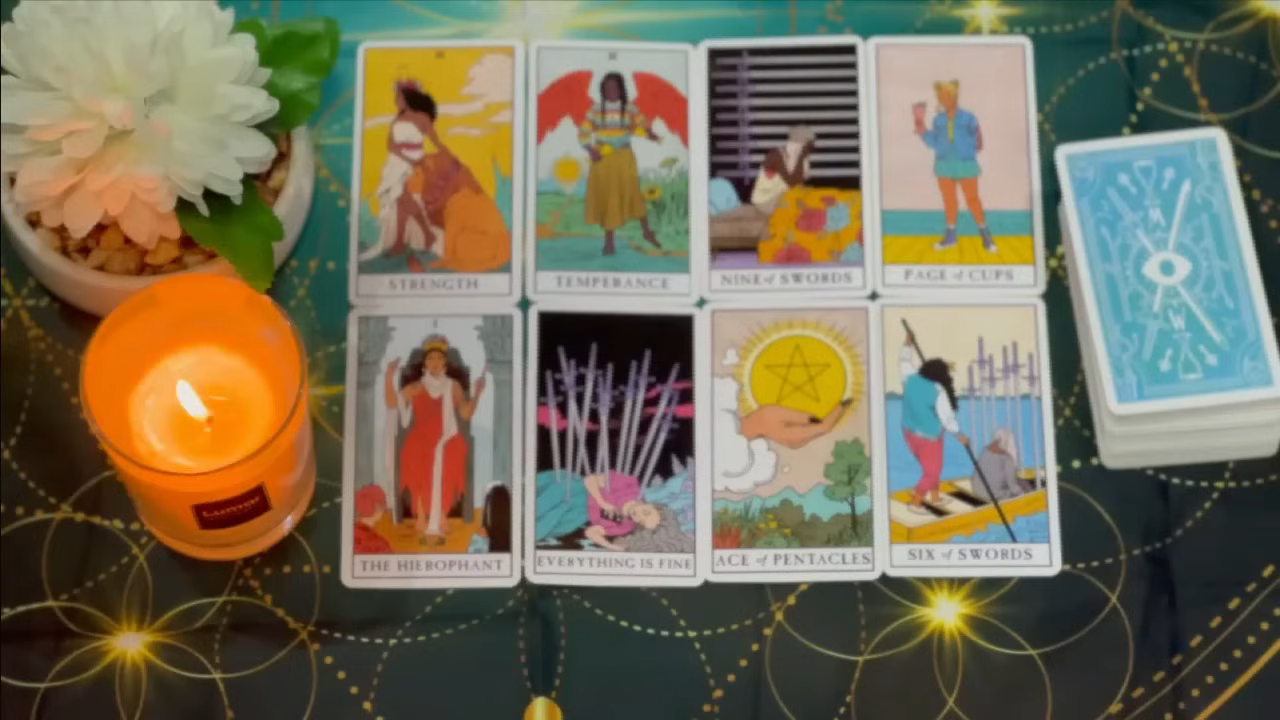 STRENGTH
TEMPERANCE
NINE of SWORDS
PAGE of CUPS
THE HIEROPHANT
EVERYTHING IS FINE
ACE of PENTACLES
SIX of SWORDS